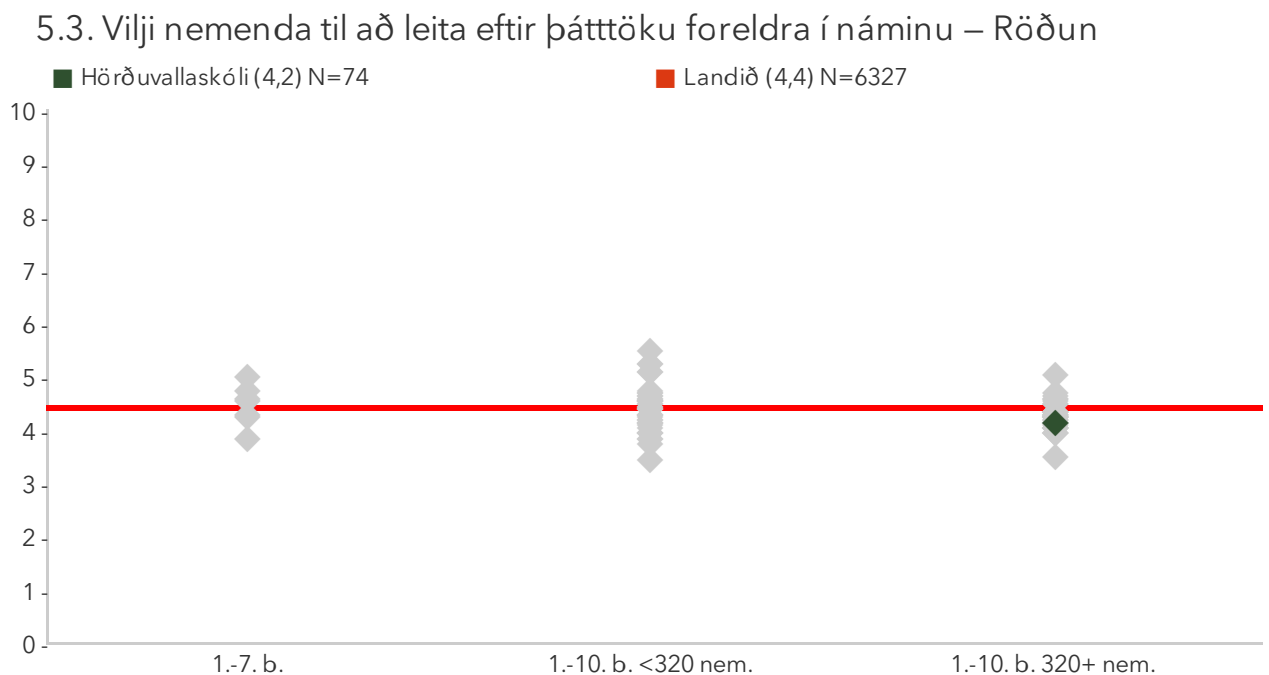 5.3. Vilji nemenda til að leita eftir þátttöku foreldra í náminu – Röðun
Hörðuvallaskóli (4,2) N=74
Landið (4,4) N=6327
10
9
8
7
6
5
4
3
2
1
0
1.-7. b.
1.-10. b. <320 nem.
1.-10. b. 320+ nem.